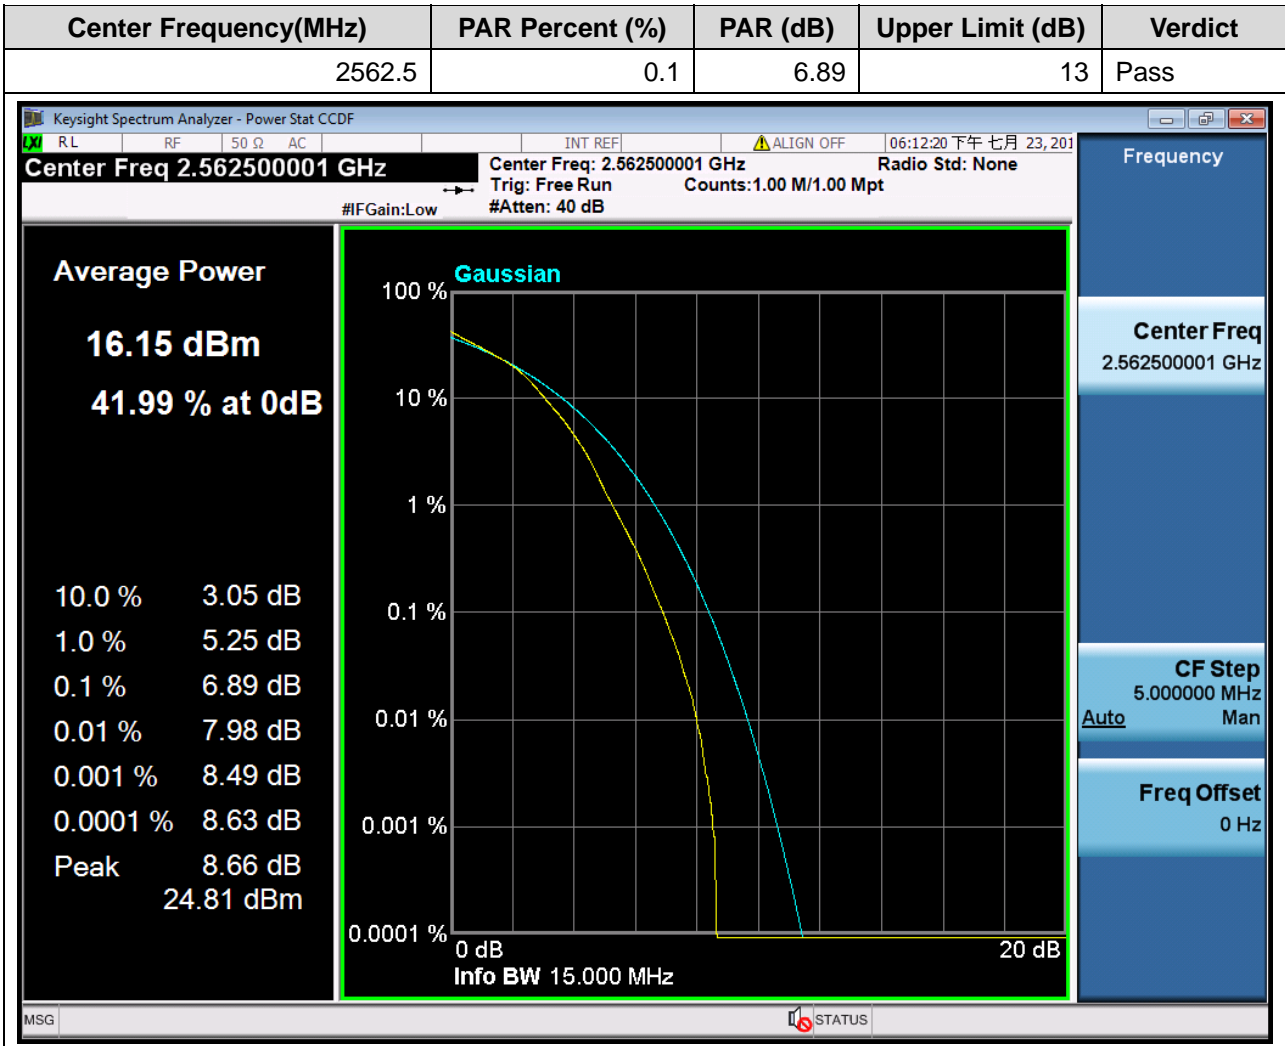 Center Frequency(MHz) PAR Percent (%) PAR (dB) Upper Limit (dB) Verdict
2562.5 0.1 6.89 13 Pass
Keysight Spectrum Analyzer - Power Stat CCDF
LXI RL RF 50 Ω AC INT REF ALIGN OFF 06:12:20 下午 七月 23, 201
Center Freq 2.562500001 GHz
Center Freq: 2.562500001 GHz Radio Std: None
Trig: Free Run Counts:1.00 M/1.00 Mpt
#IFGain:Low #Atten: 40 dB
Average Power
16.15 dBm
41.99 % at 0dB
10.0 % 3.05 dB
1.0 % 5.25 dB
0.1 % 6.89 dB
0.01 % 7.98 dB
0.001 % 8.49 dB
0.0001 % 8.63 dB
Peak 8.66 dB
24.81 dBm
Gaussian
100 %
10 %
1 %
0.1 %
0.01 %
0.001 %
0.0001 %
0 dB 20 dB
Info BW 15.000 MHz
Frequency
Center Freq
2.562500001 GHz
CF Step
5.000000 MHz
Auto Man
Freq Offset
0 Hz
MSG STATUS